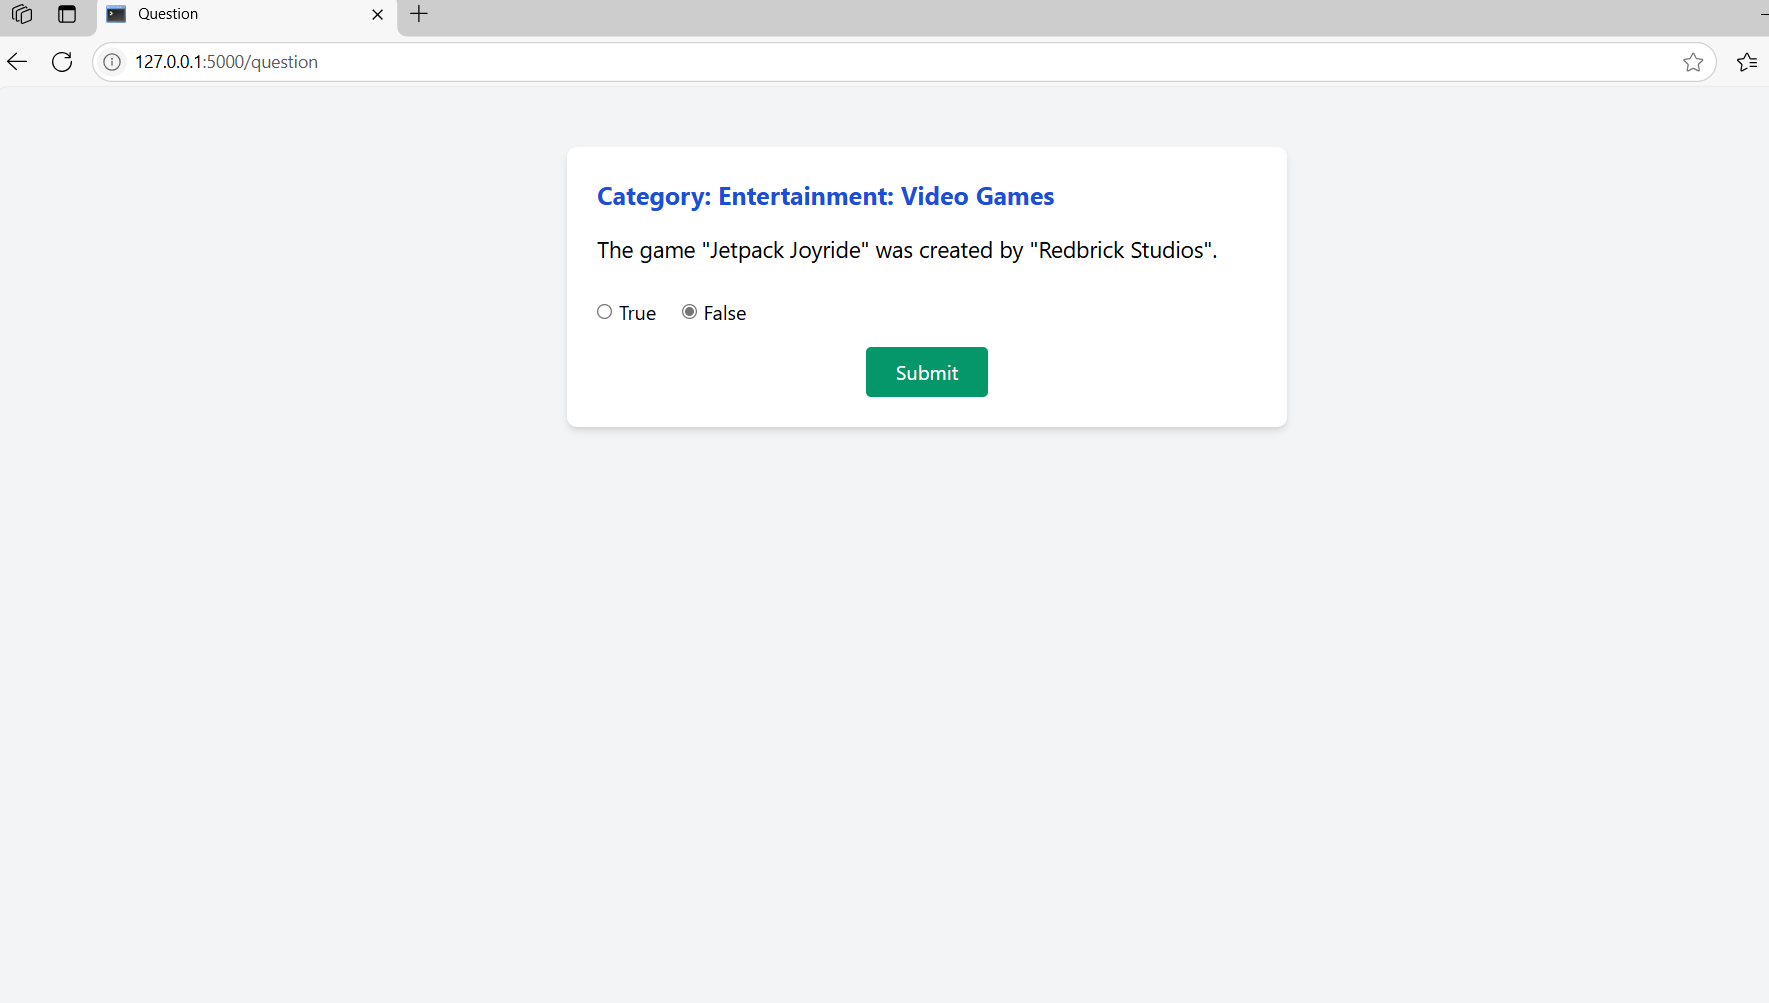 Question
127.0.0.1:5000/question
Category: Entertainment: Video Games
The game "Jetpack Joyride" was created by "Redbrick Studios".
True False
Submit